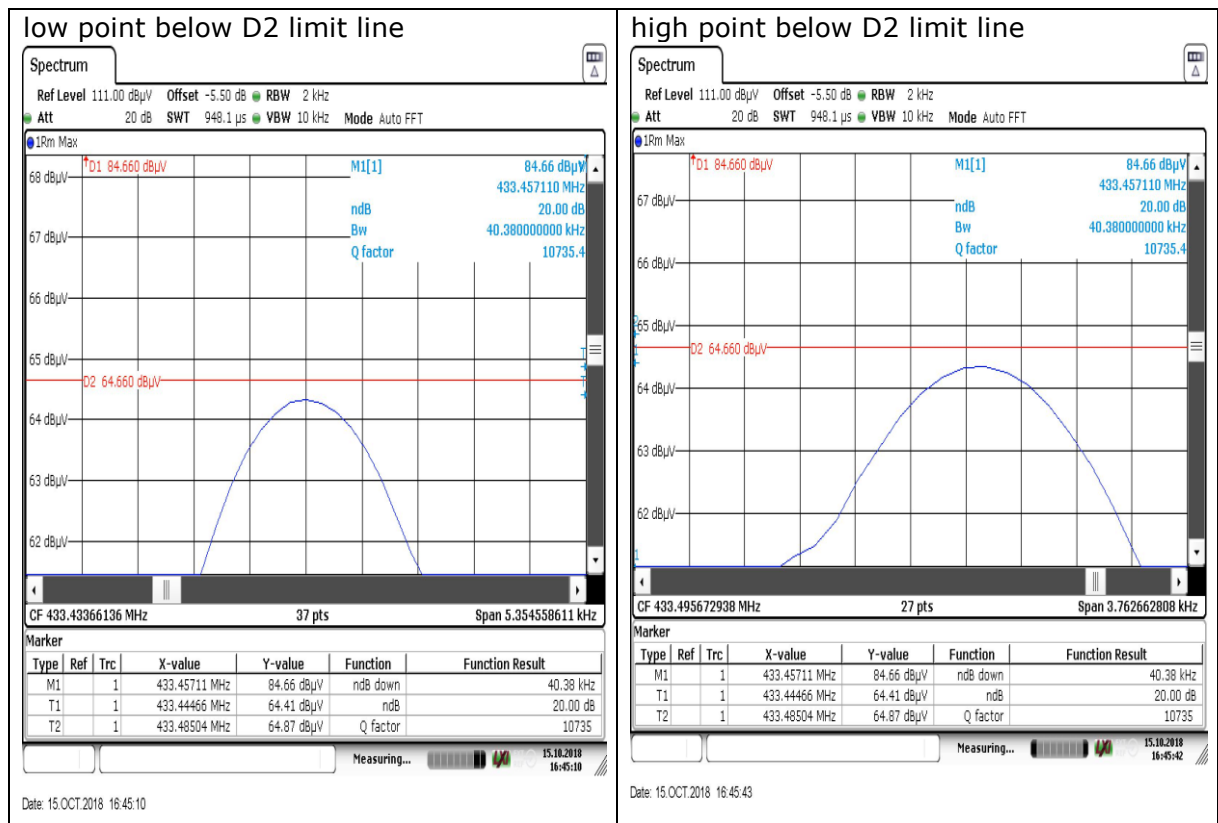 low point below D2 limit line
Spectrum
Ref Level 111.00 dBµV Offset -5.50 dB RBW 2 kHz
Att 20 dB SWT 948.1 µs VBW 10 kHz Mode Auto FFT
1Rm Max
D1 84.660 dBµV
M1[1] 84.66 dBµV
433.457110 MHz
ndB 20.00 dB
Bw 40.380000000 kHz
Q factor 10735.4
68 dBµV
67 dBµV
66 dBµV
65 dBµV
D2 64.660 dBµV
64 dBµV
63 dBµV
62 dBµV
CF 433.43366136 MHz 37 pts Span 5.354558611 kHz
Marker
Type Ref Trc X-value Y-value Function Function Result
M1 1 433.45711 MHz 84.66 dBµV ndB down 40.38 kHz
T1 1 433.44466 MHz 64.41 dBµV ndB 20.00 dB
T2 1 433.48504 MHz 64.87 dBµV Q factor 10735
Measuring... 15.10.2018
16:45:10
Date: 15.OCT.2018 16:45:10
high point below D2 limit line
Spectrum
Ref Level 111.00 dBµV Offset -5.50 dB RBW 2 kHz
Att 20 dB SWT 948.1 µs VBW 10 kHz Mode Auto FFT
1Rm Max
D1 84.660 dBµV
M1[1] 84.66 dBµV
433.457110 MHz
ndB 20.00 dB
Bw 40.380000000 kHz
Q factor 10735.4
67 dBµV
66 dBµV
65 dBµV
D2 64.660 dBµV
64 dBµV
63 dBµV
62 dBµV
CF 433.495672938 MHz 27 pts Span 3.762662808 kHz
Marker
Type Ref Trc X-value Y-value Function Function Result
M1 1 433.45711 MHz 84.66 dBµV ndB down 40.38 kHz
T1 1 433.44466 MHz 64.41 dBµV ndB 20.00 dB
T2 1 433.48504 MHz 64.87 dBµV Q factor 10735
Measuring... 15.10.2018
16:45:42
Date: 15.OCT.2018 16:45:43